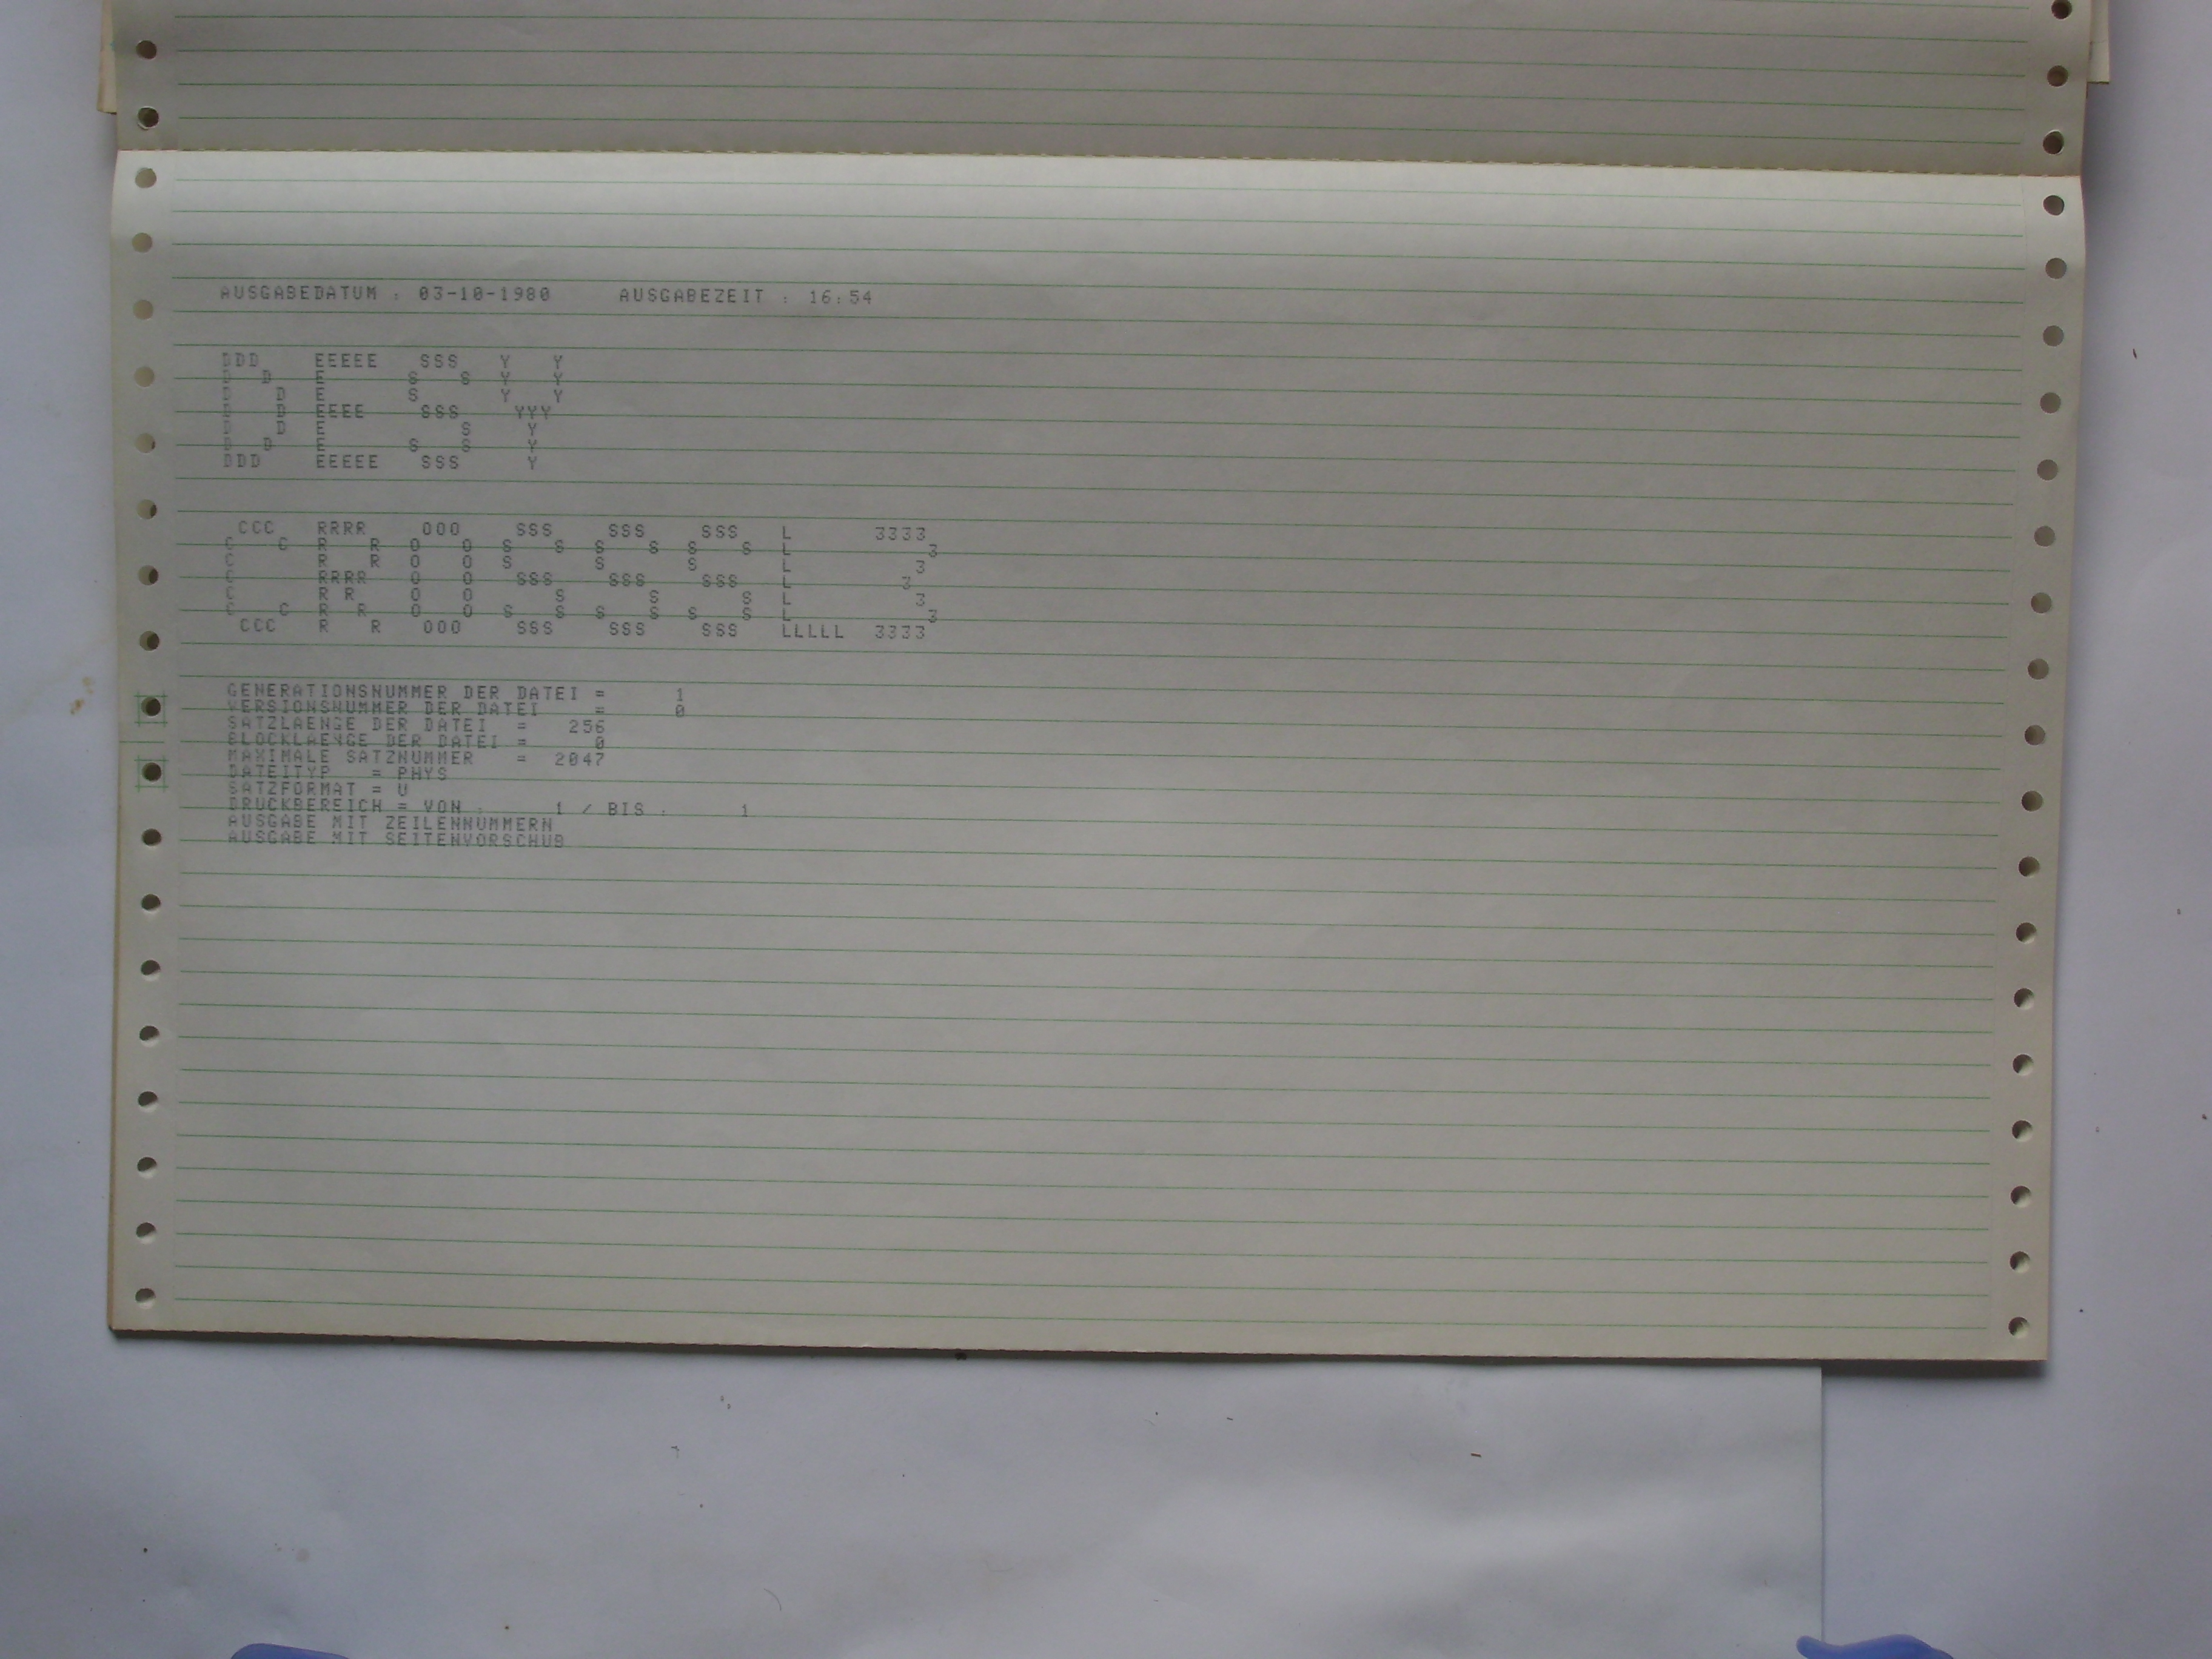 AUSGABEDATUM : 03-10-1980     AUSGABEZEIT : 16:54
DDD    EEEEE   SSS   Y   Y
D  D   E      S   S  Y   Y
D   D  E      S      Y   Y
D   D  EEEE    SSS    YYY
D   D  E          S    Y
D  D   E      S   S    Y
DDD    EEEEE   SSS     Y
 CCC   RRRR    OOO    SSS    SSS    SSS   L      3333
C   C  R   R  O   O  S   S  S   S  S   S  L          3
C      R   R  O   O  S      S      S      L         3
C      RRRR   O   O   SSS    SSS    SSS   L        3
C      R R    O   O      S      S      S  L         3
C   C  R  R   O   O  S   S  S   S  S   S  L          3
 CCC   R   R   OOO    SSS    SSS    SSS   LLLLL  3333
GENERATIONSNUMMER DER DATEI =     1
VERSIONSNUMMER DER DATEI    =     0
SATZLAENGE DER DATEI  =   256
BLOCKLAENGE DER DATEI =     0
MAXIMALE SATZNUMMER   =  2047
DATEITYP   = PHYS
SATZFORMAT = U
DRUCKBEREICH = VON :     1 / BIS :     1
AUSGABE MIT ZEILENNUMMERN
AUSGABE MIT SEITENVORSCHUB